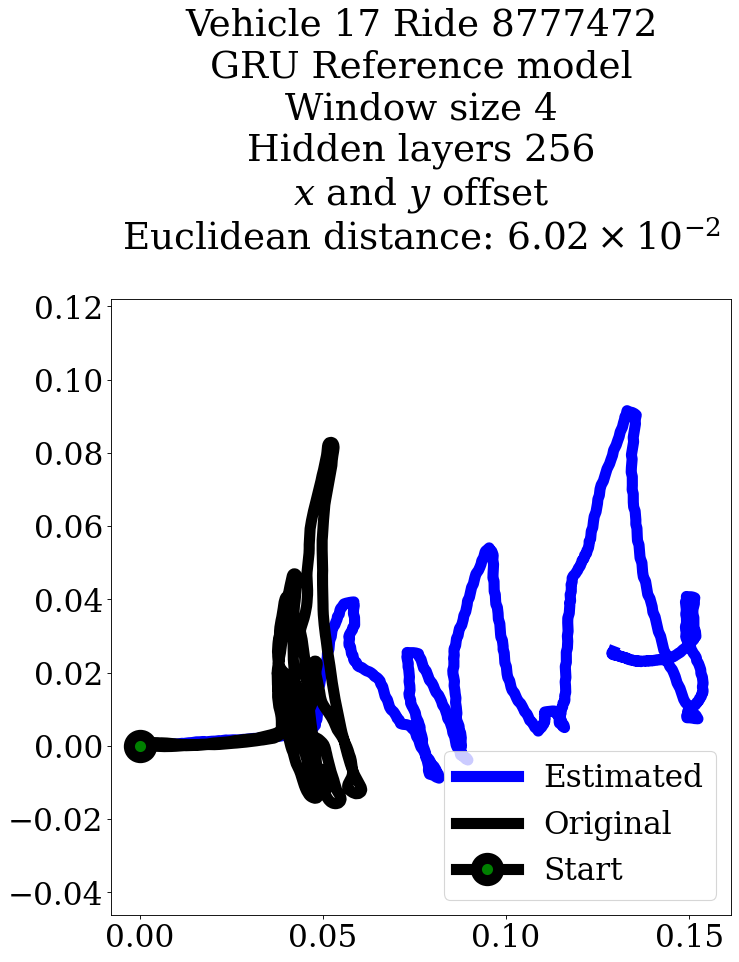 Vehicle 17 Ride 8777472
GRU Reference model
Window size 4
Hidden layers 256
x and y offset
Euclidean distance: 6.02 × 10⁻²
0.12
0.10
0.08
0.06
0.04
0.02
0.00
−0.02
−0.04
Estimated
Original
Start
0.00 0.05 0.10 0.15